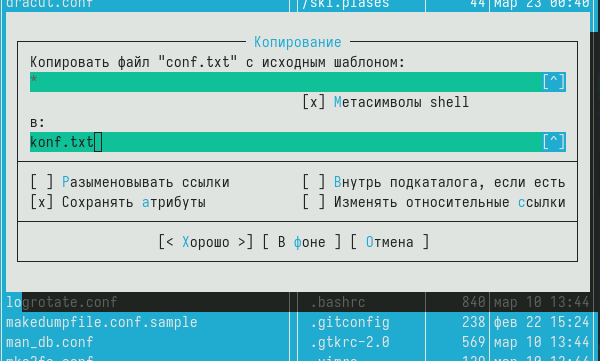 dracut.conf /skl.plases 44 мар 23 00:40
Копирование
Копировать файл "conf.txt" с исходным шаблоном:
* [^]
[x] Метасимволы shell
в:
konf.txt [^]
[ ] Разыменовывать ссылки [ ] Внутрь подкаталога, если есть
[x] Сохранять атрибуты [ ] Изменять относительные ссылки
[< Хорошо >] [ В фоне ] [ Отмена ]
logrotate.conf .bashrc 840 мар 10 13:44
makedumpfile.conf.sample .gitconfig 238 фев 22 15:24
man_db.conf .gtkrc-2.0 569 мар 10 13:44